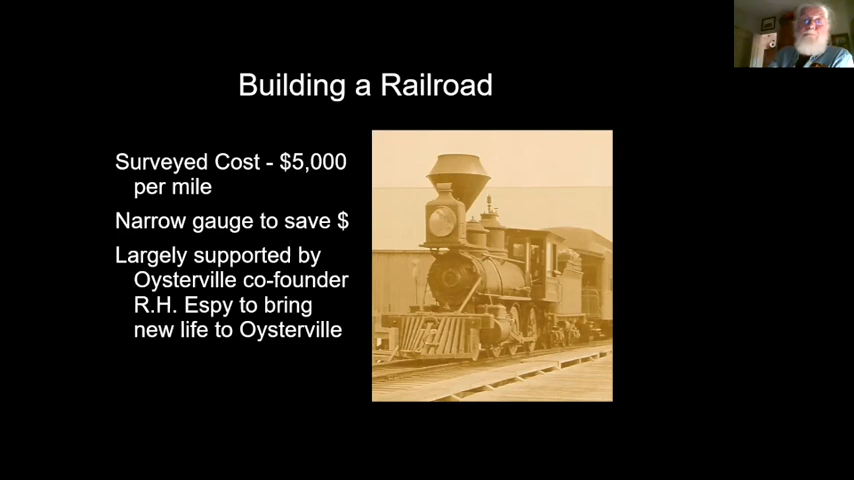 Building a Railroad
Surveyed Cost - $5,000
per mile
Narrow gauge to save $
Largely supported by
Oysterville co-founder
R.H. Espy to bring
new life to Oysterville